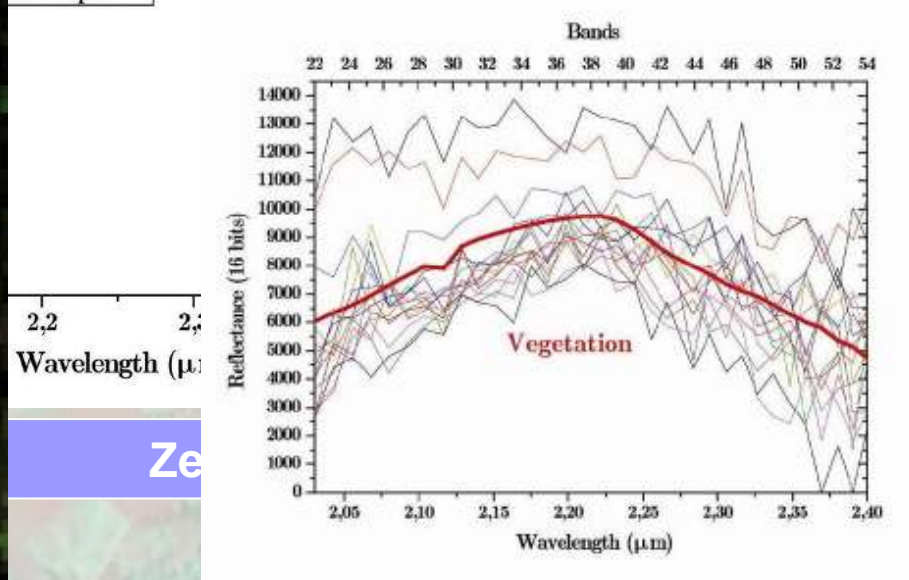 Bands
22 24 26 28 30 32 34 36 38 40 42 44 46 48 50 52 54
14000
13000
12000
11000
10000
9000
8000
7000
6000
5000
4000
3000
2000
1000
0
Reflectance (16 bits)
Vegetation
2,05 2,10 2,15 2,20 2,25 2,30 2,35 2,40
Wavelength (μm)
2,2
Wavelength (μ
Ze